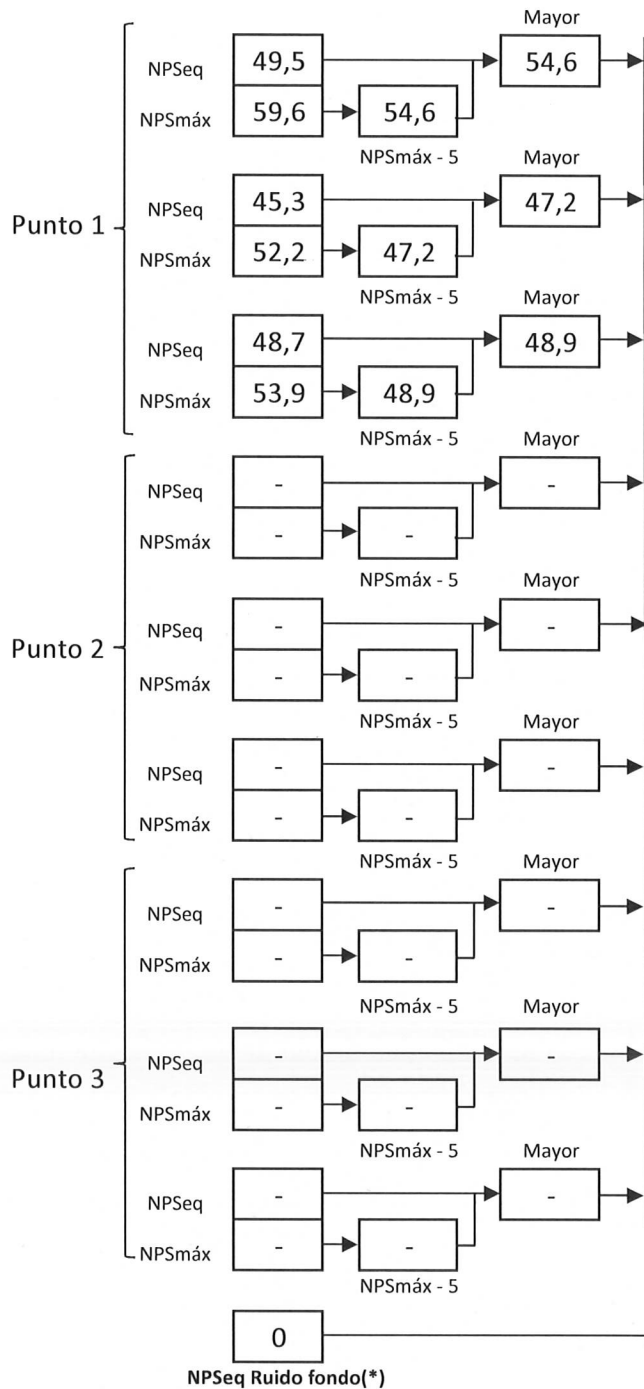 Mayor
NPSeq 49,5 54,6
NPSmáx 59,6 54,6
NPSmáx - 5 Mayor
Punto 1
NPSeq 45,3 47,2
NPSmáx 52,2 47,2
NPSmáx - 5 Mayor
NPSeq 48,7 48,9
NPSmáx 53,9 48,9
NPSmáx - 5 Mayor
NPSeq - -
NPSmáx - -
NPSmáx - 5 Mayor
Punto 2
NPSeq - -
NPSmáx - -
NPSmáx - 5 Mayor
NPSeq - -
NPSmáx - -
NPSmáx - 5 Mayor
NPSeq - -
NPSmáx - -
NPSmáx - 5 Mayor
Punto 3
NPSeq - -
NPSmáx - -
NPSmáx - 5 Mayor
NPSeq - -
NPSmáx - -
NPSmáx - 5
0
NPSeq Ruido fondo(*)